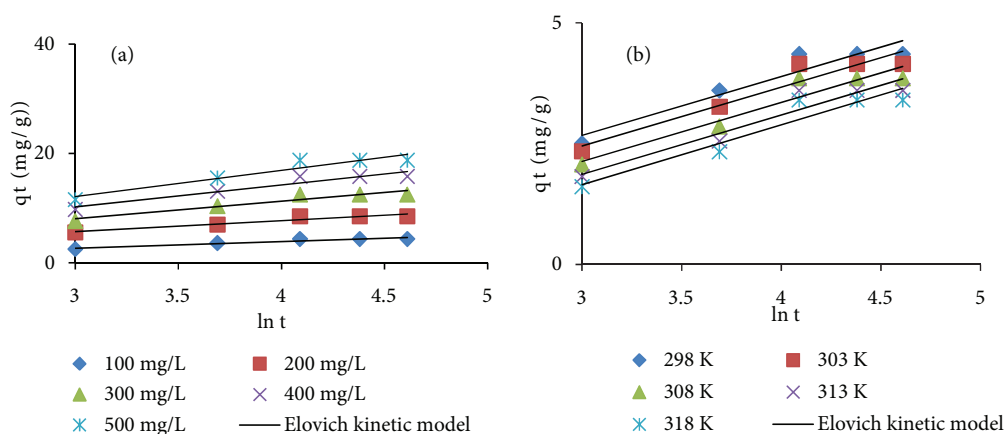 (a)
40
20
0
qt (mg/g))
3
3.5
4
4.5
5
ln t
100 mg/L
200 mg/L
300 mg/L
400 mg/L
500 mg/L
Elovich kinetic model
(b)
5
0
qt (mg/g)
3
3.5
4
4.5
5
ln t
298 K
303 K
308 K
313 K
318 K
Elovich kinetic model